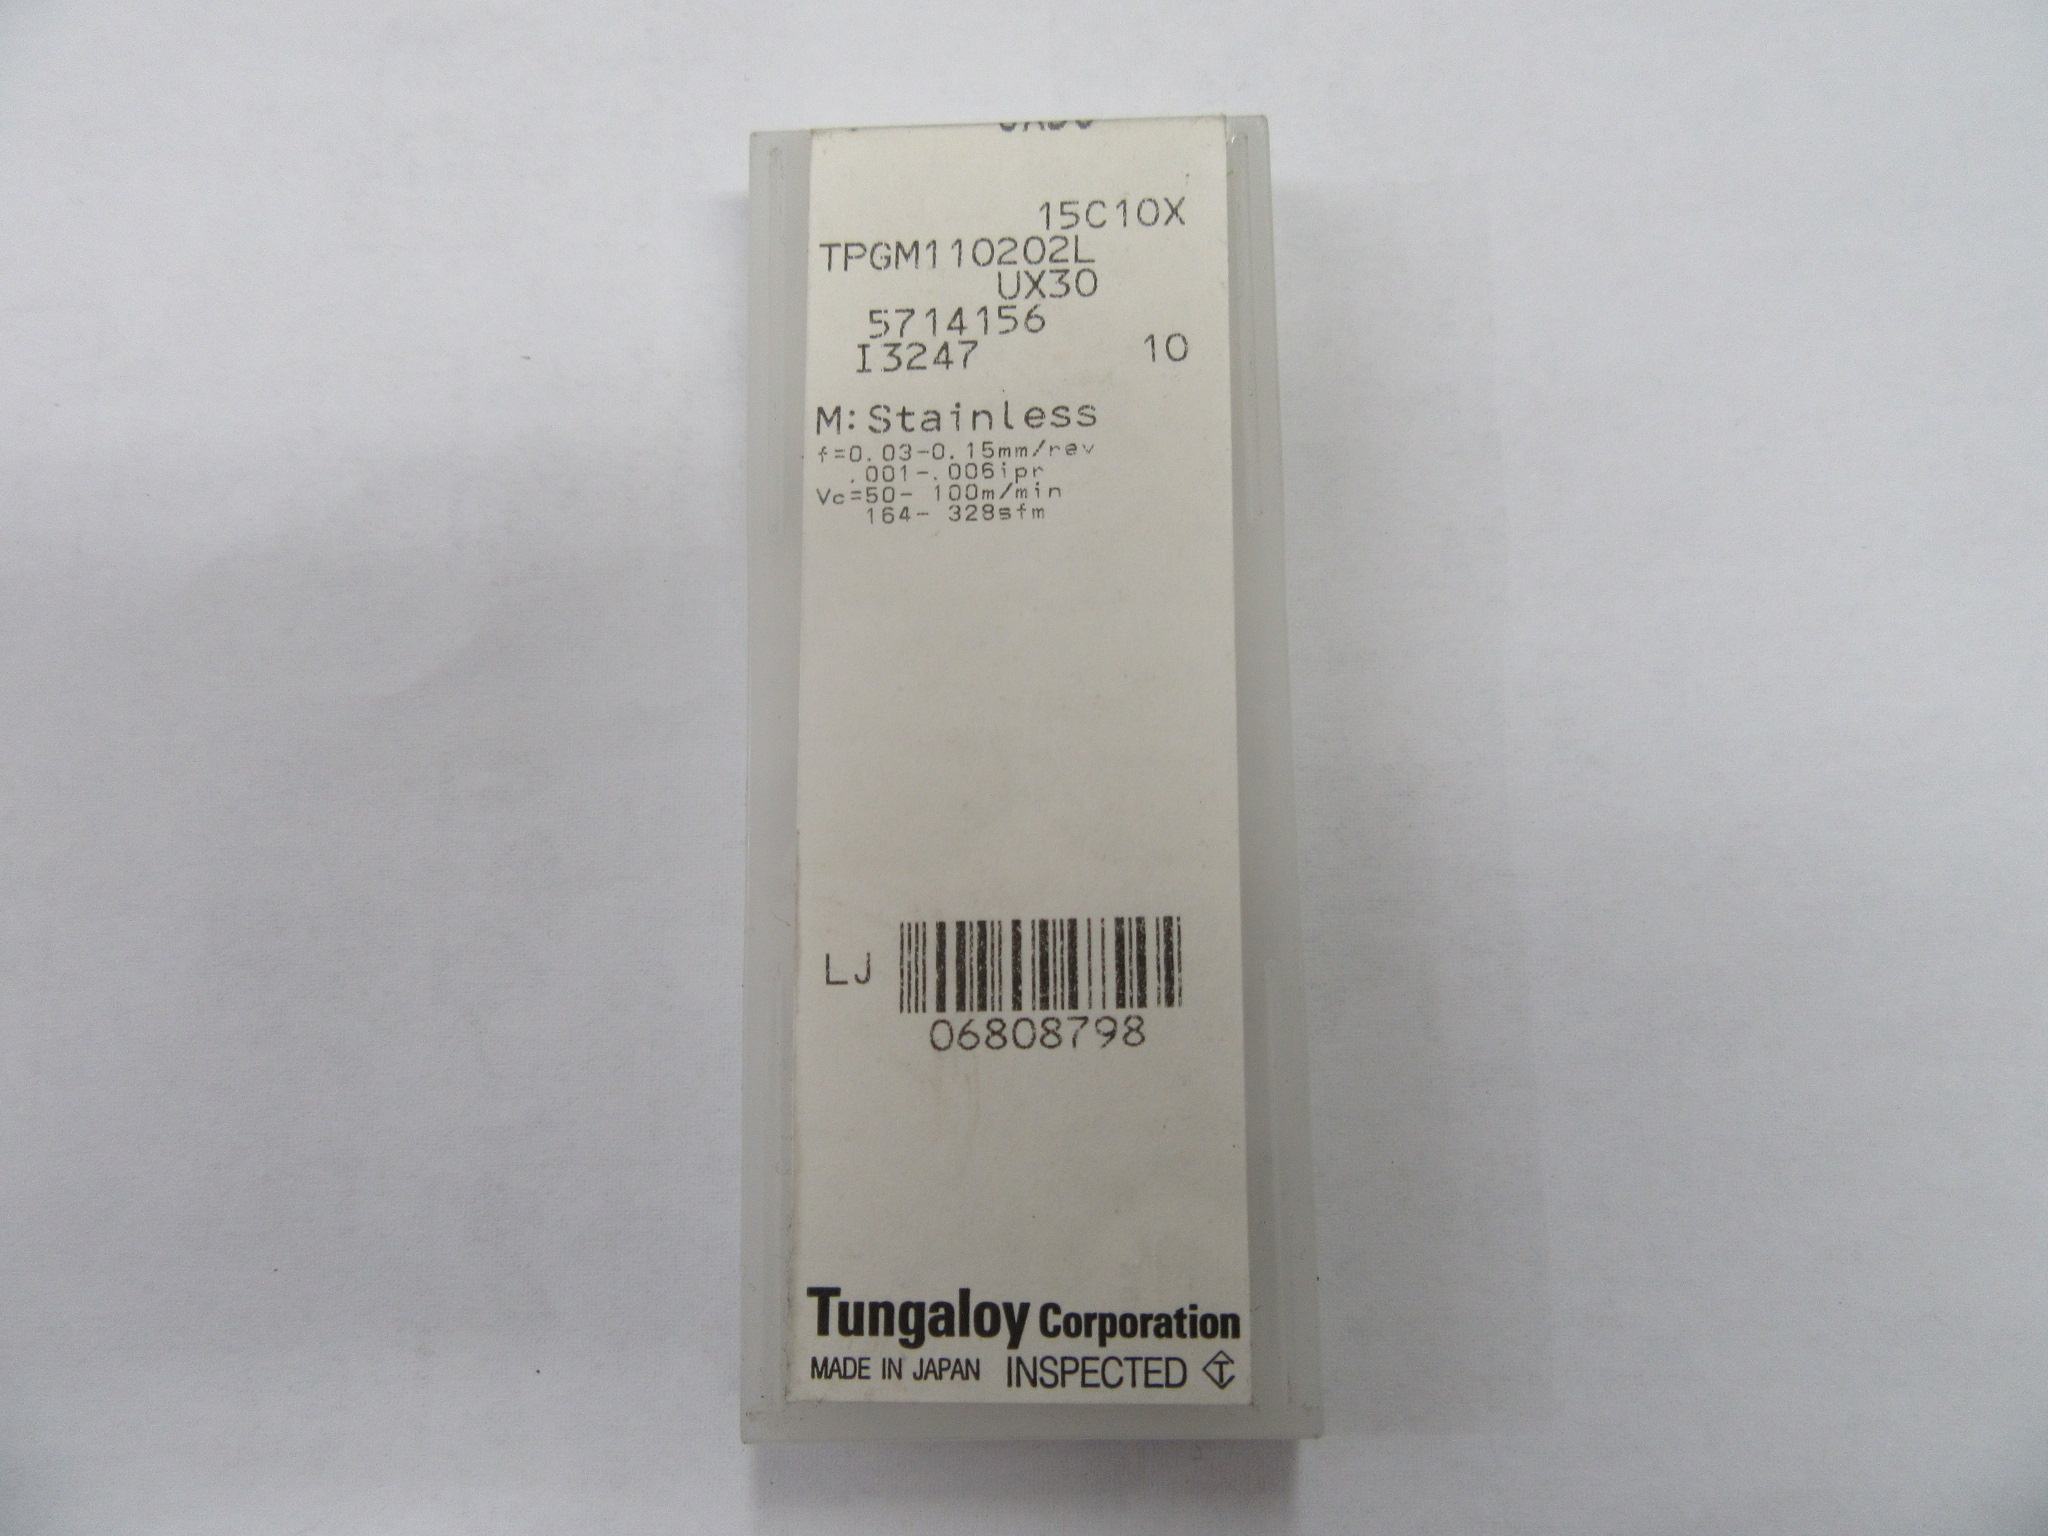 15C10X
TPGM110202L
UX30
5714156
I3247 10
M:Stainless
f=0.03-0.15mm/rev
.001-.006ipr
Vc=50- 100m/min
164- 328sfm
LJ
06808798
Tungaloy Corporation
MADE IN JAPAN INSPECTED